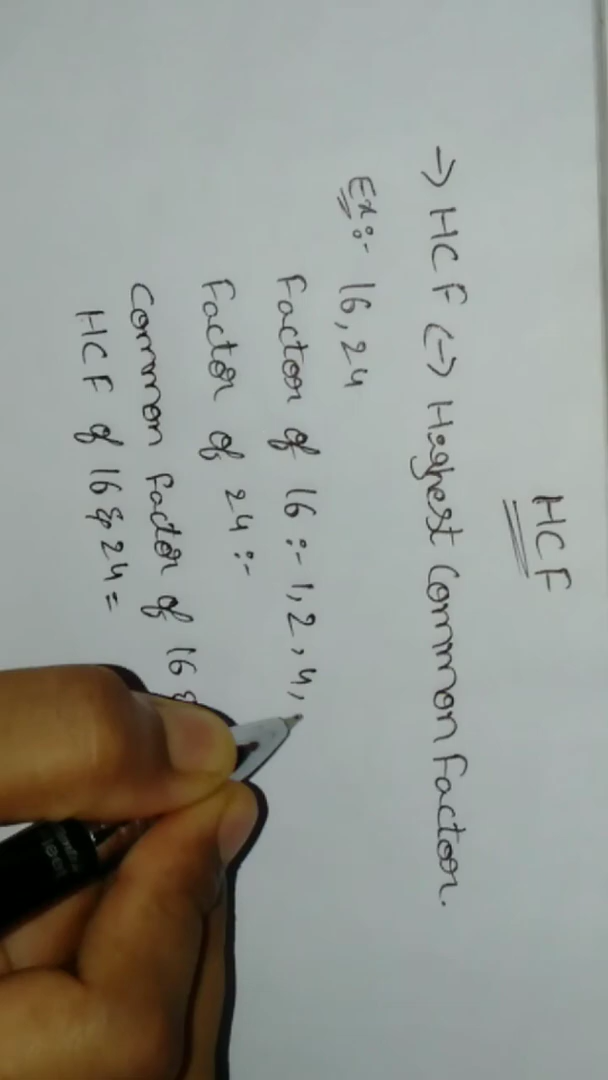 HCF
→ HCF (→ Heghest Common Factor.
Ex:- 16, 24
Factor of 16 :- 1, 2, 4,
Factor of 24 :-
Common Factor of 16 &
HCF of 16 & 24 =